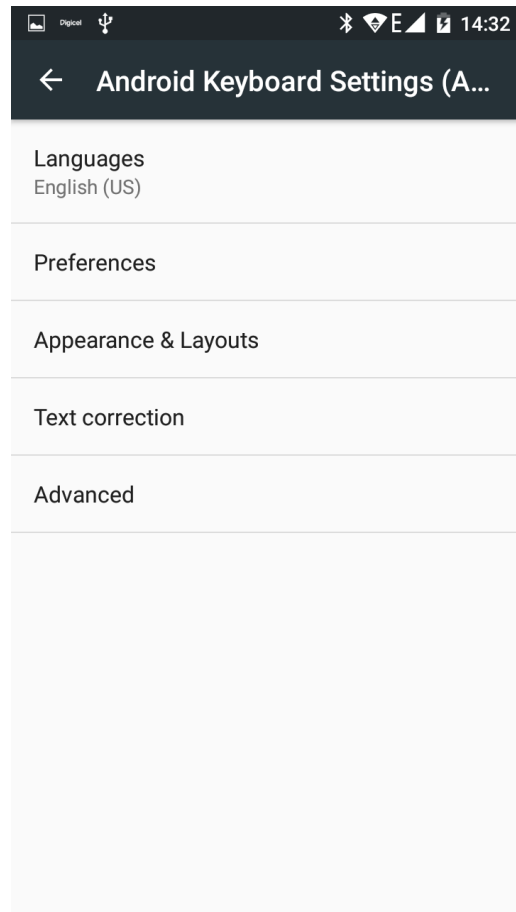 Digicel E 14:32
Android Keyboard Settings (A...
Languages
English (US)
Preferences
Appearance & Layouts
Text correction
Advanced